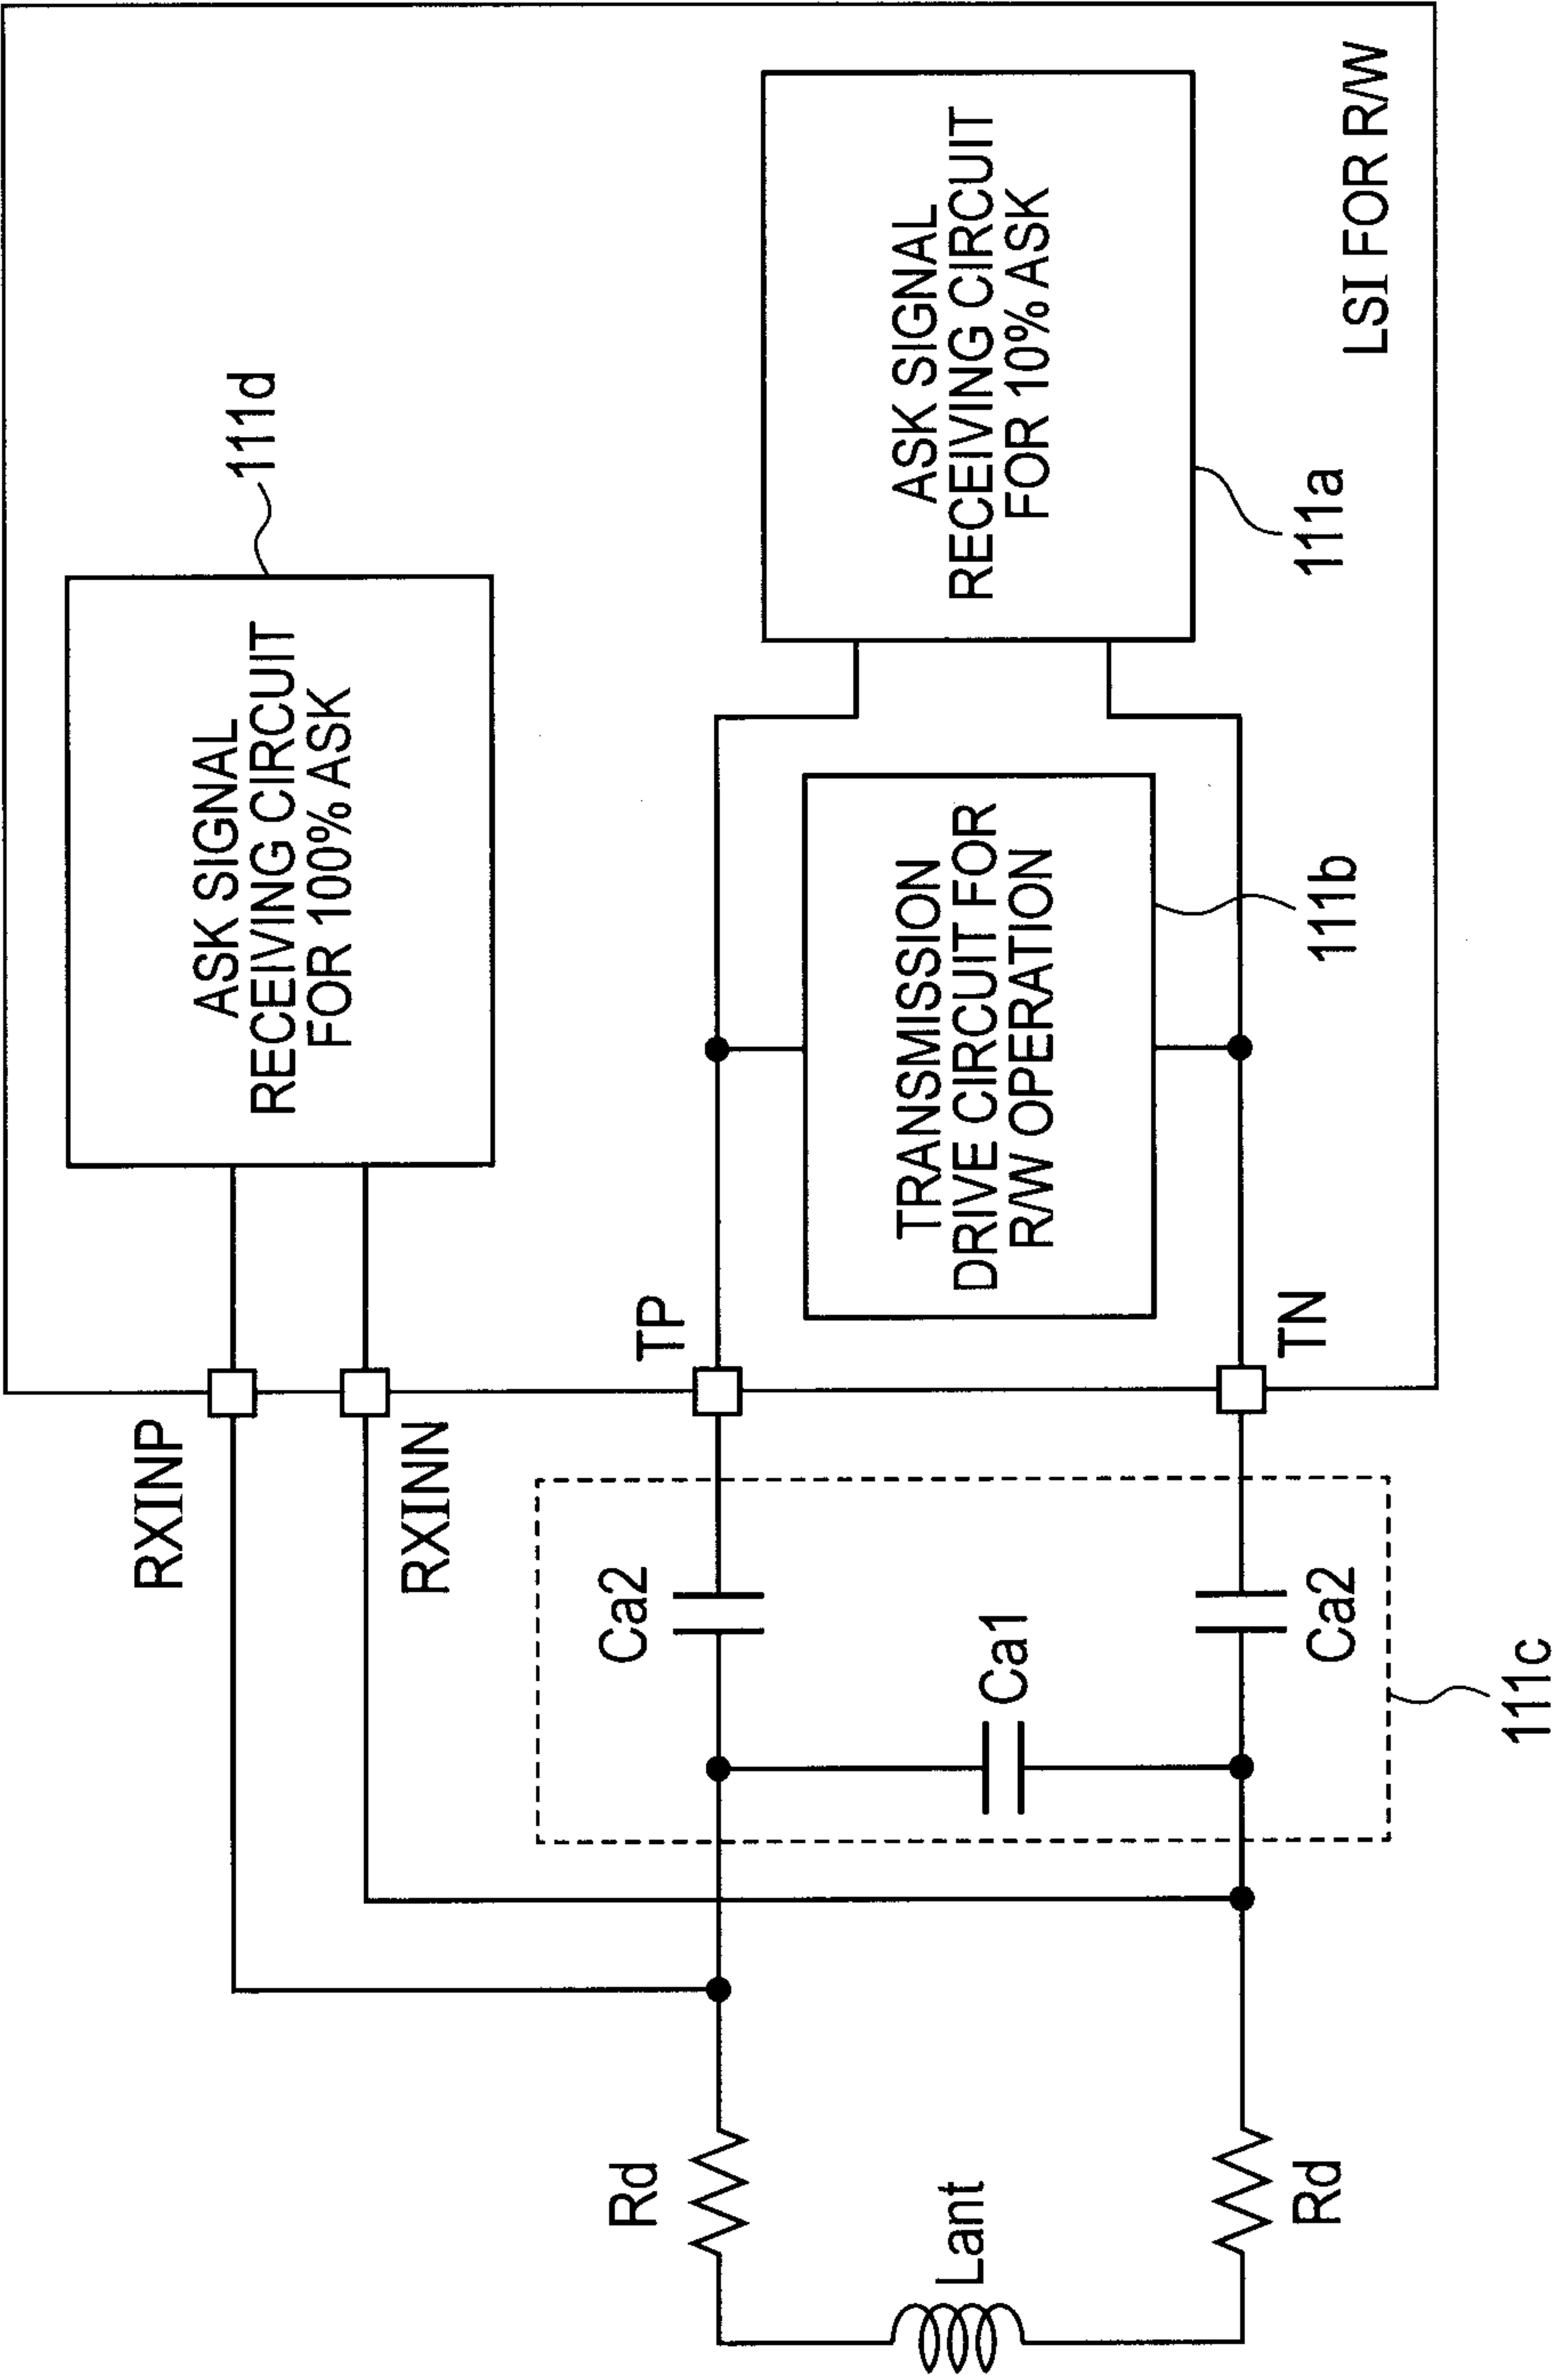 111d
ASK SIGNAL
RECEIVING CIRCUIT
FOR 100% ASK
RXINP
RXINN
TP
TN
TRANSMISSION
DRIVE CIRCUIT FOR
R/W OPERATION
111b
ASK SIGNAL
RECEIVING CIRCUIT
FOR 10% ASK
111a
LSI FOR R/W
Ca2
Ca1
Ca2
111c
Rd
Lant
Rd